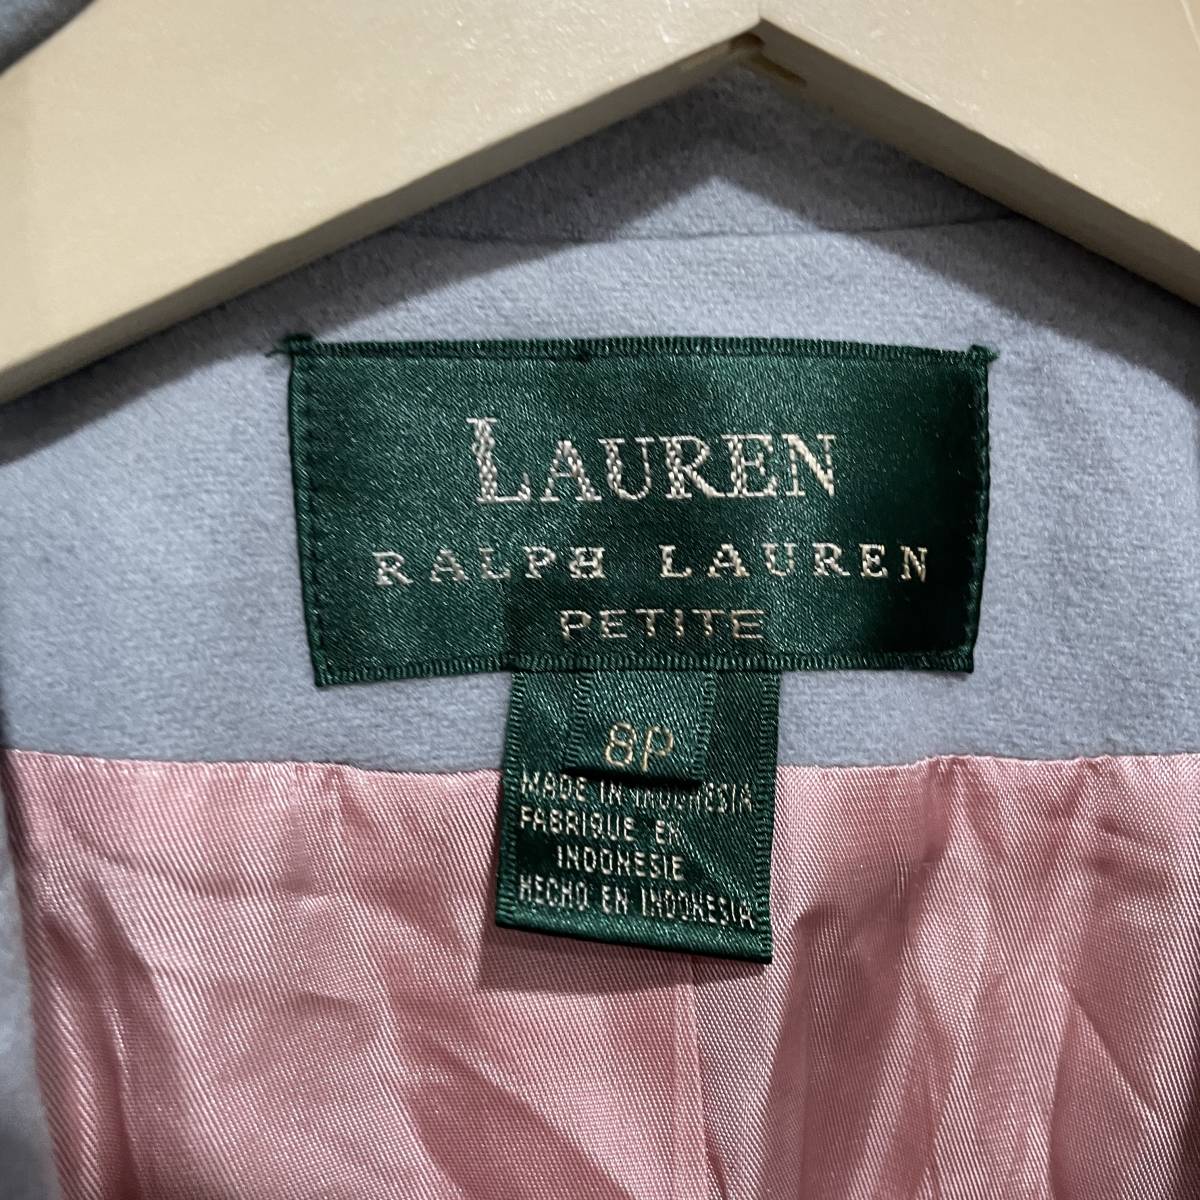 LAUREN
RALPH LAUREN
PETITE
8P
MADE IN INDONESIA
FABRIQUE EN
INDONESIE
HECHO EN INDONESIA